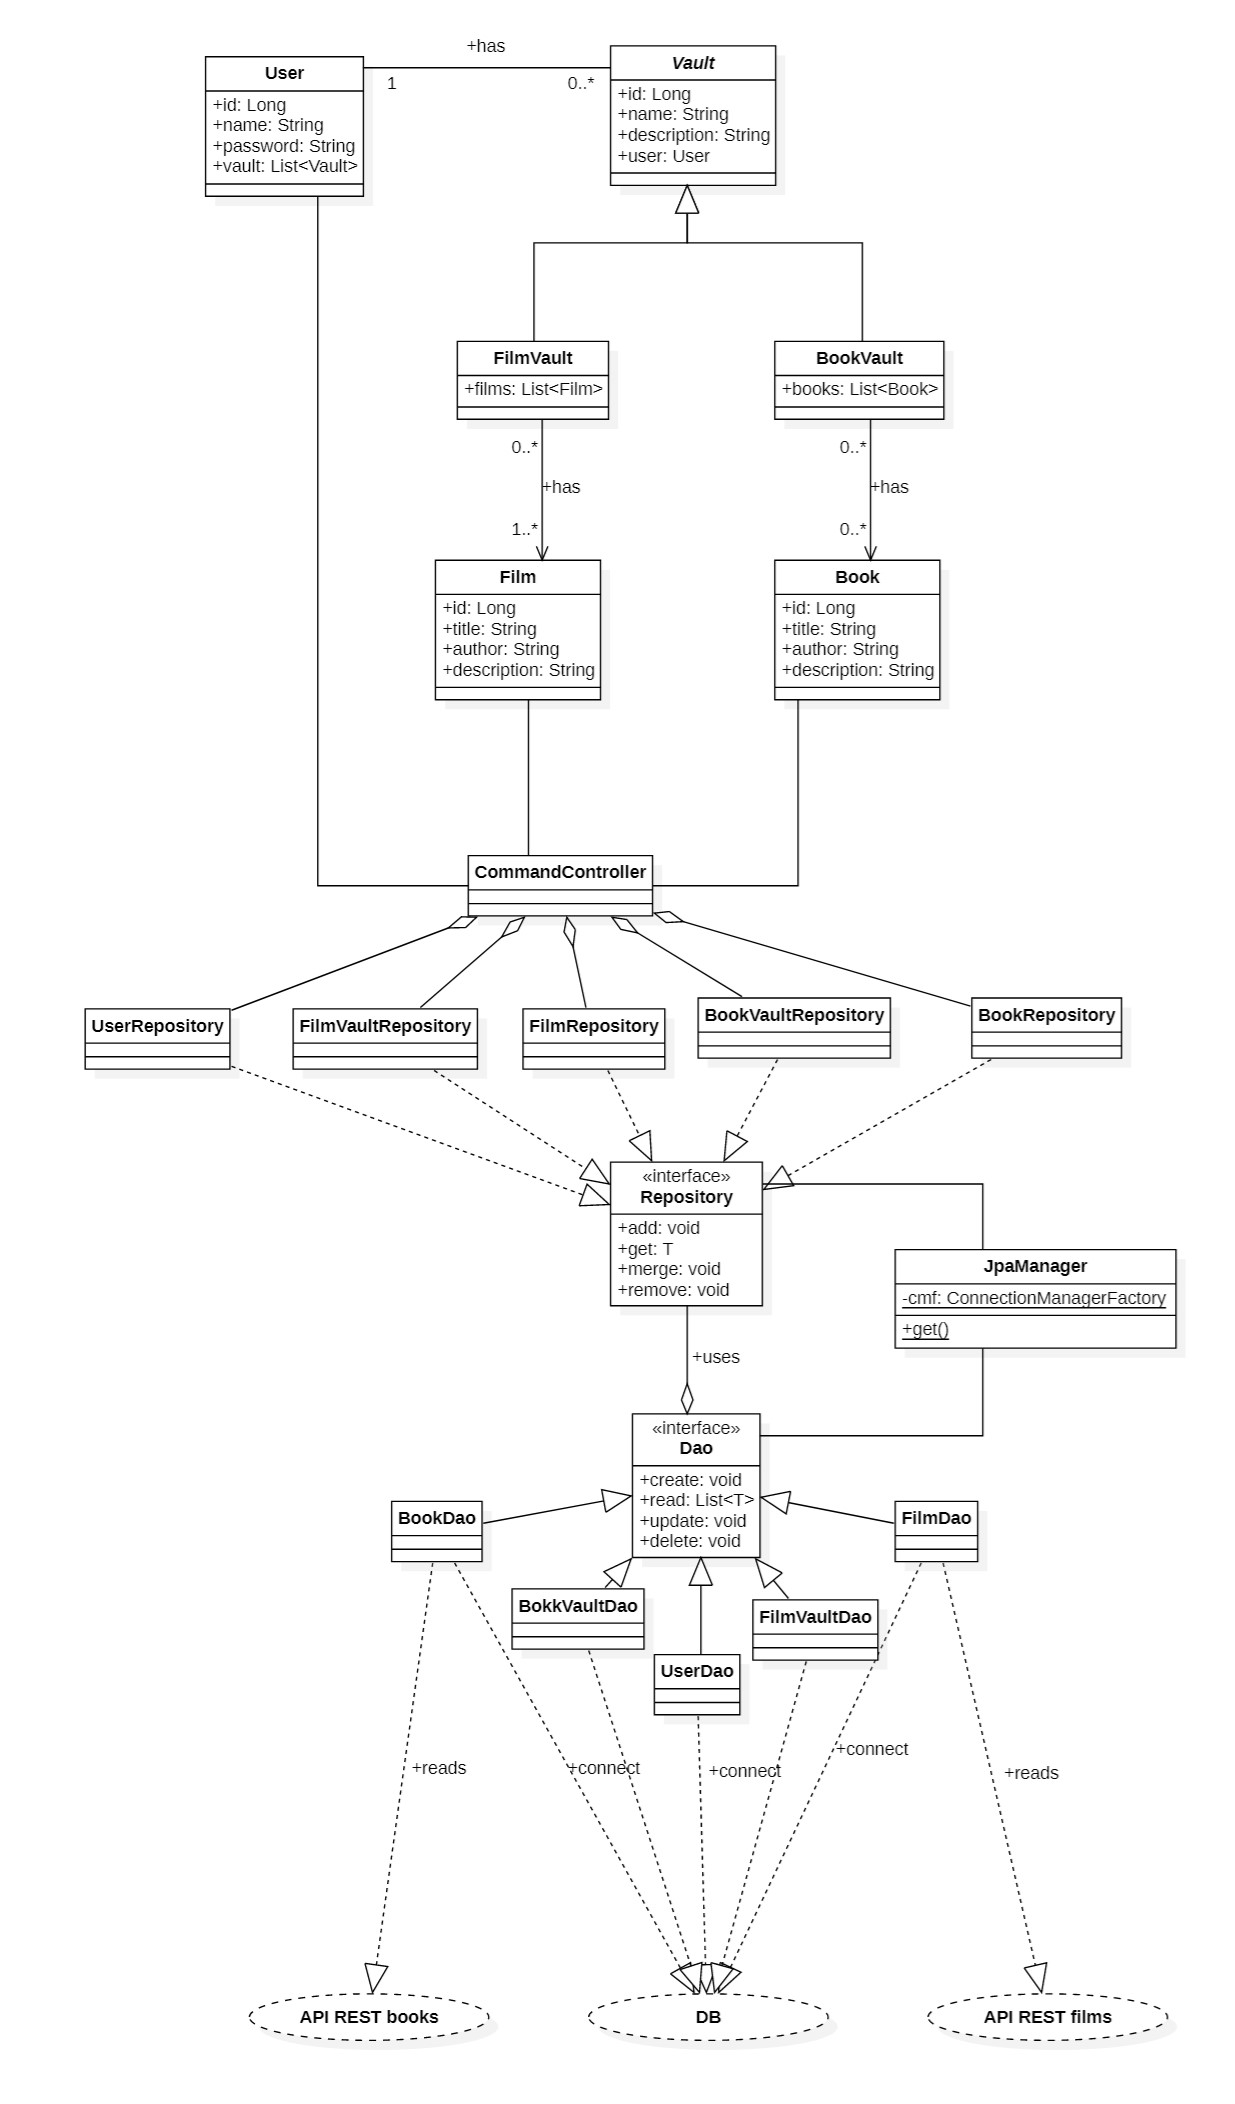 +has
User
1
0..*
Vault
+id: Long
+name: String
+password: String
+vault: List<Vault>
+id: Long
+name: String
+description: String
+user: User
FilmVault
+films: List<Film>
BookVault
+books: List<Book>
0..*
+has
1..*
0..*
+has
0..*
Film
+id: Long
+title: String
+author: String
+description: String
Book
+id: Long
+title: String
+author: String
+description: String
CommandController
UserRepository
FilmVaultRepository
FilmRepository
BookVaultRepository
BookRepository
«interface»
Repository
+add: void
+get: T
+merge: void
+remove: void
JpaManager
-cmf: ConnectionManagerFactory
+get()
+uses
«interface»
Dao
+create: void
+read: List<T>
+update: void
+delete: void
BookDao
FilmDao
BokkVaultDao
FilmVaultDao
UserDao
+reads
+connect
+connect
+connect
+reads
API REST books
DB
API REST films